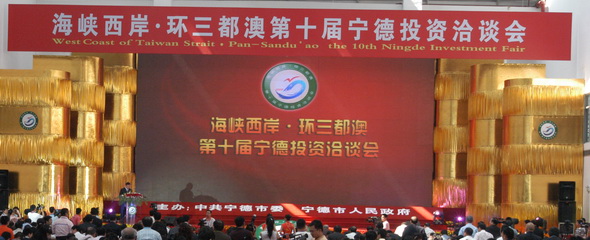 海峡西岸·环三都澳第十届宁德投资洽谈会
West Coast of Taiwan Strait · Pan-Sandu'ao the 10th Ningde Investment Fair
海峡西岸·环三都澳
第十届宁德投资洽谈会
主办:中共宁德市委 宁德市人民政府